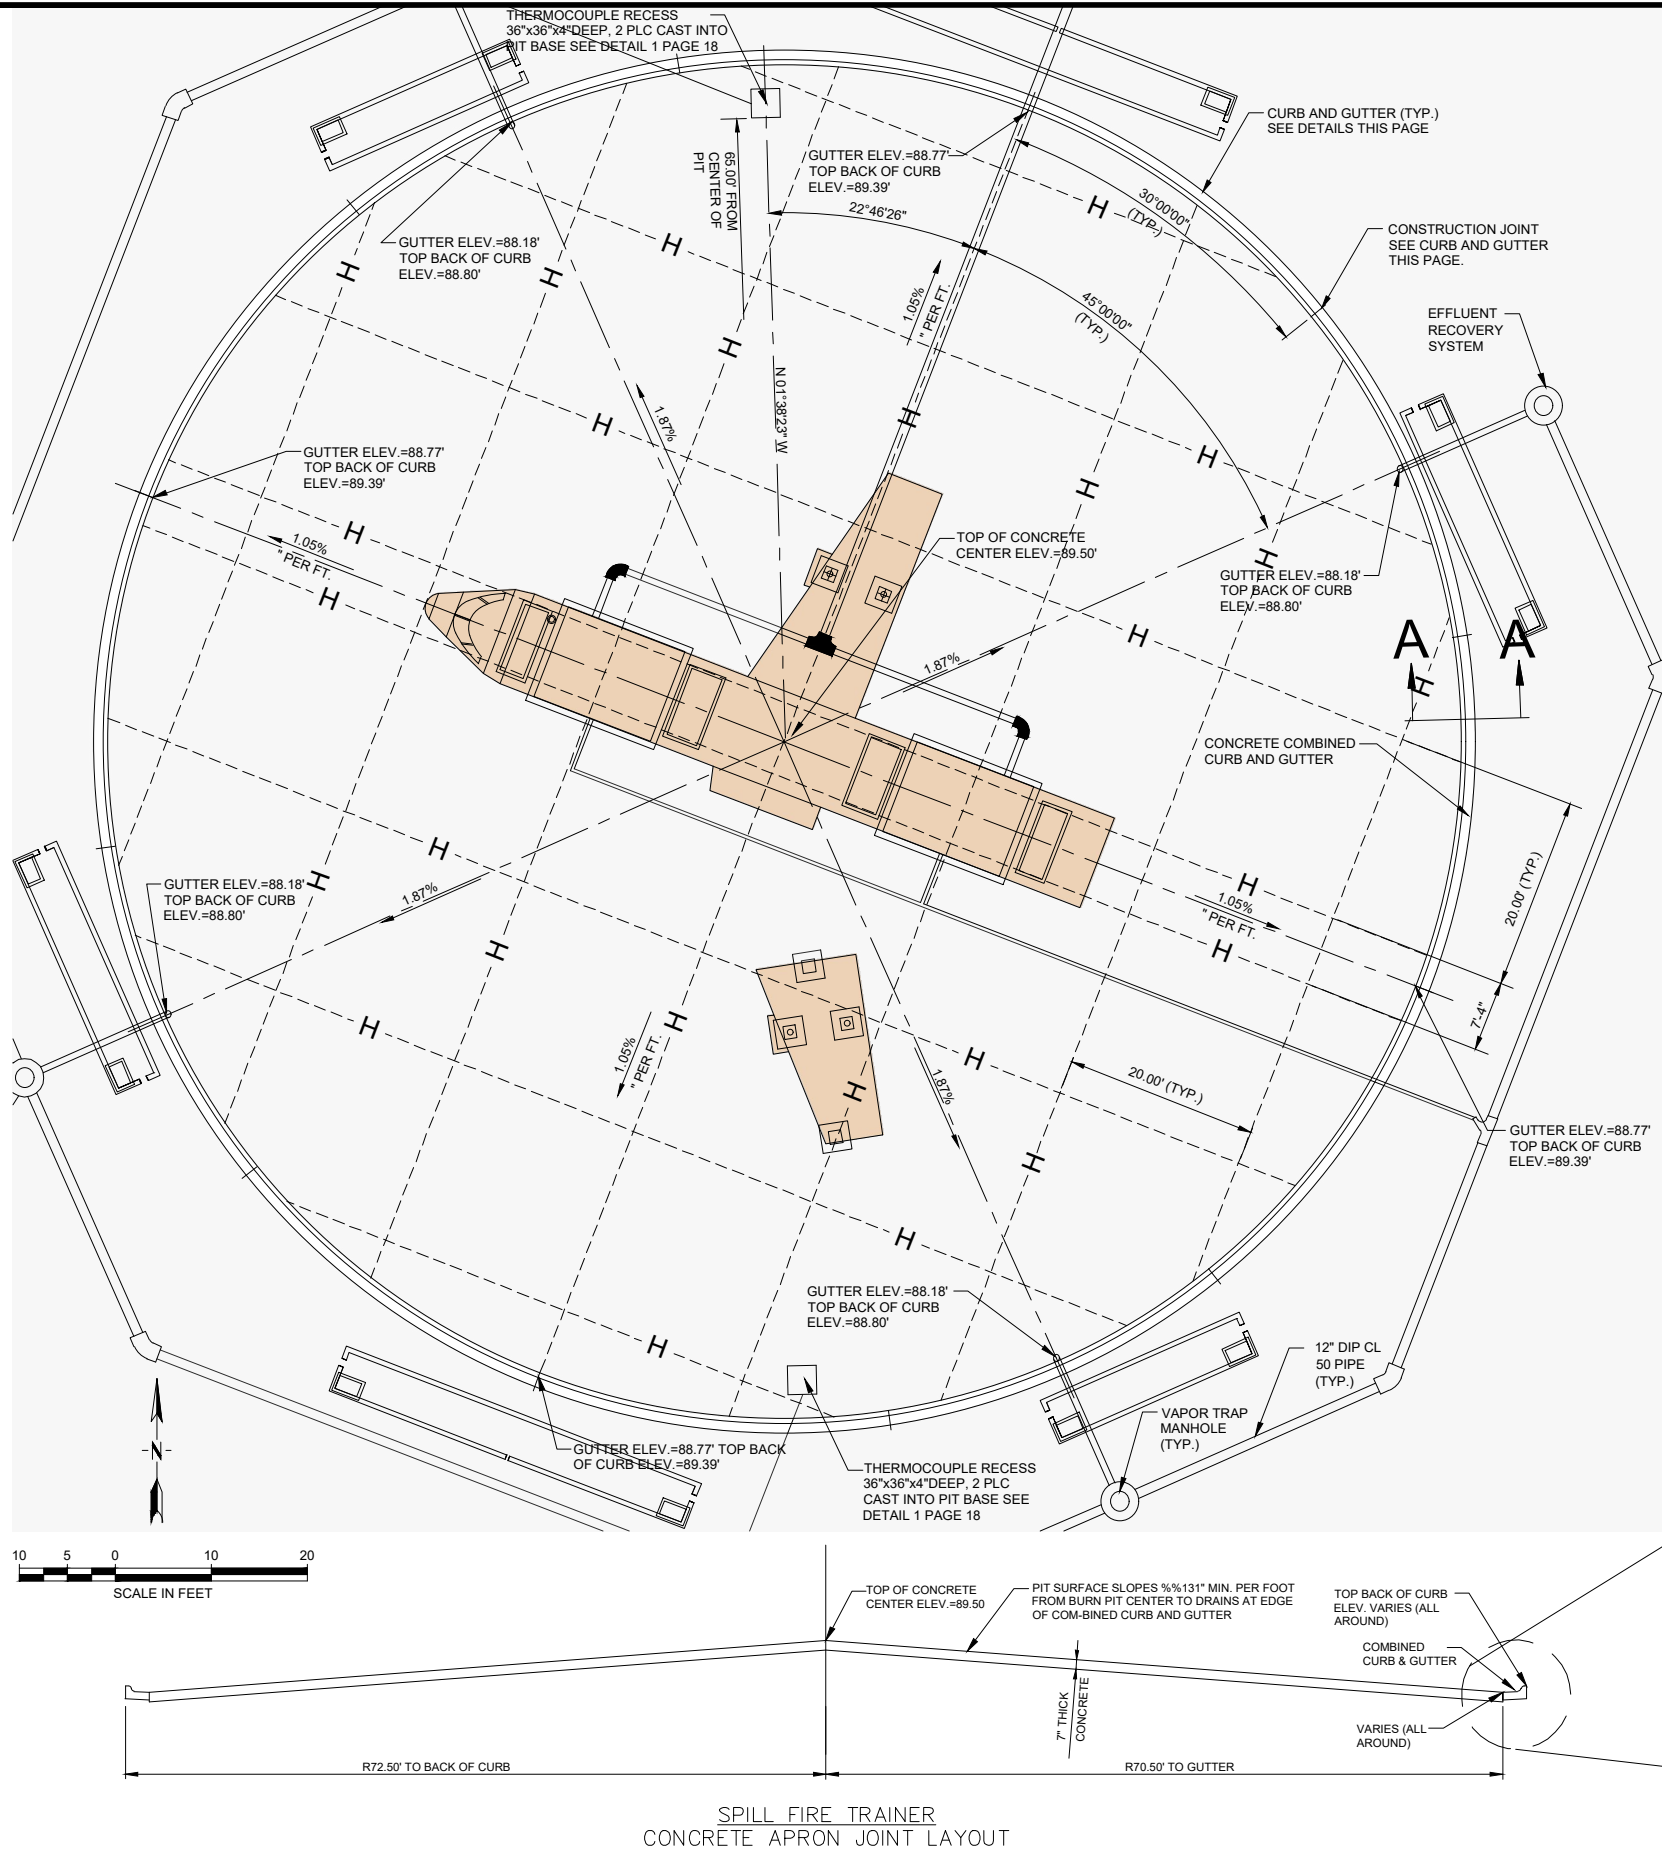 THERMOCOUPLE RECESS
36"x36"x4"DEEP, 2 PLC CAST INTO
PIT BASE SEE DETAIL 1 PAGE 18
CURB AND GUTTER (TYP.)
SEE DETAILS THIS PAGE
65.00' FROM
CENTER OF
PIT
GUTTER ELEV.=88.77'
TOP BACK OF CURB
ELEV.=89.39'
22°46'26"
H
30°00'00"
(TYP.)
CONSTRUCTION JOINT
SEE CURB AND GUTTER
THIS PAGE.
GUTTER ELEV.=88.18'
TOP BACK OF CURB
ELEV.=88.80'
H
H
H
1.05%
" PER FT.
45°00'00"
(TYP.)
EFFLUENT
RECOVERY
SYSTEM
H
N 01°38'23" W
1.87%
H
H
H
GUTTER ELEV.=88.77'
TOP BACK OF CURB
ELEV.=89.39'
H
H
1.05%
" PER FT.
H
TOP OF CONCRETE
CENTER ELEV.=89.50'
H
GUTTER ELEV.=88.18'
TOP BACK OF CURB
ELEV.=88.80'
H
H
A
A
1.87%
H
CONCRETE COMBINED
CURB AND GUTTER
H
GUTTER ELEV.=88.18'
TOP BACK OF CURB
ELEV.=88.80'
H
1.87%
H
1.05%
" PER FT.
20.00' (TYP.)
H
H
7'-4"
H
H
1.05%
" PER FT.
H
H
1.87%
20.00' (TYP.)
GUTTER ELEV.=88.77'
TOP BACK OF CURB
ELEV.=89.39'
H
H
H
GUTTER ELEV.=88.18'
TOP BACK OF CURB
ELEV.=88.80'
H
12" DIP CL
50 PIPE
(TYP.)
VAPOR TRAP
MANHOLE
(TYP.)
-N-
GUTTER ELEV.=88.77' TOP BACK
OF CURB ELEV.=89.39'
THERMOCOUPLE RECESS
36"x36"x4"DEEP, 2 PLC
CAST INTO PIT BASE SEE
DETAIL 1 PAGE 18
10 5 0 10 20
SCALE IN FEET
TOP OF CONCRETE
CENTER ELEV.=89.50
PIT SURFACE SLOPES %%131" MIN. PER FOOT
FROM BURN PIT CENTER TO DRAINS AT EDGE
OF COM-BINED CURB AND GUTTER
TOP BACK OF CURB
ELEV. VARIES (ALL
AROUND)
COMBINED
CURB & GUTTER
7" THICK
CONCRETE
VARIES (ALL
AROUND)
R72.50' TO BACK OF CURB
R70.50' TO GUTTER
SPILL FIRE TRAINER
CONCRETE APRON JOINT LAYOUT